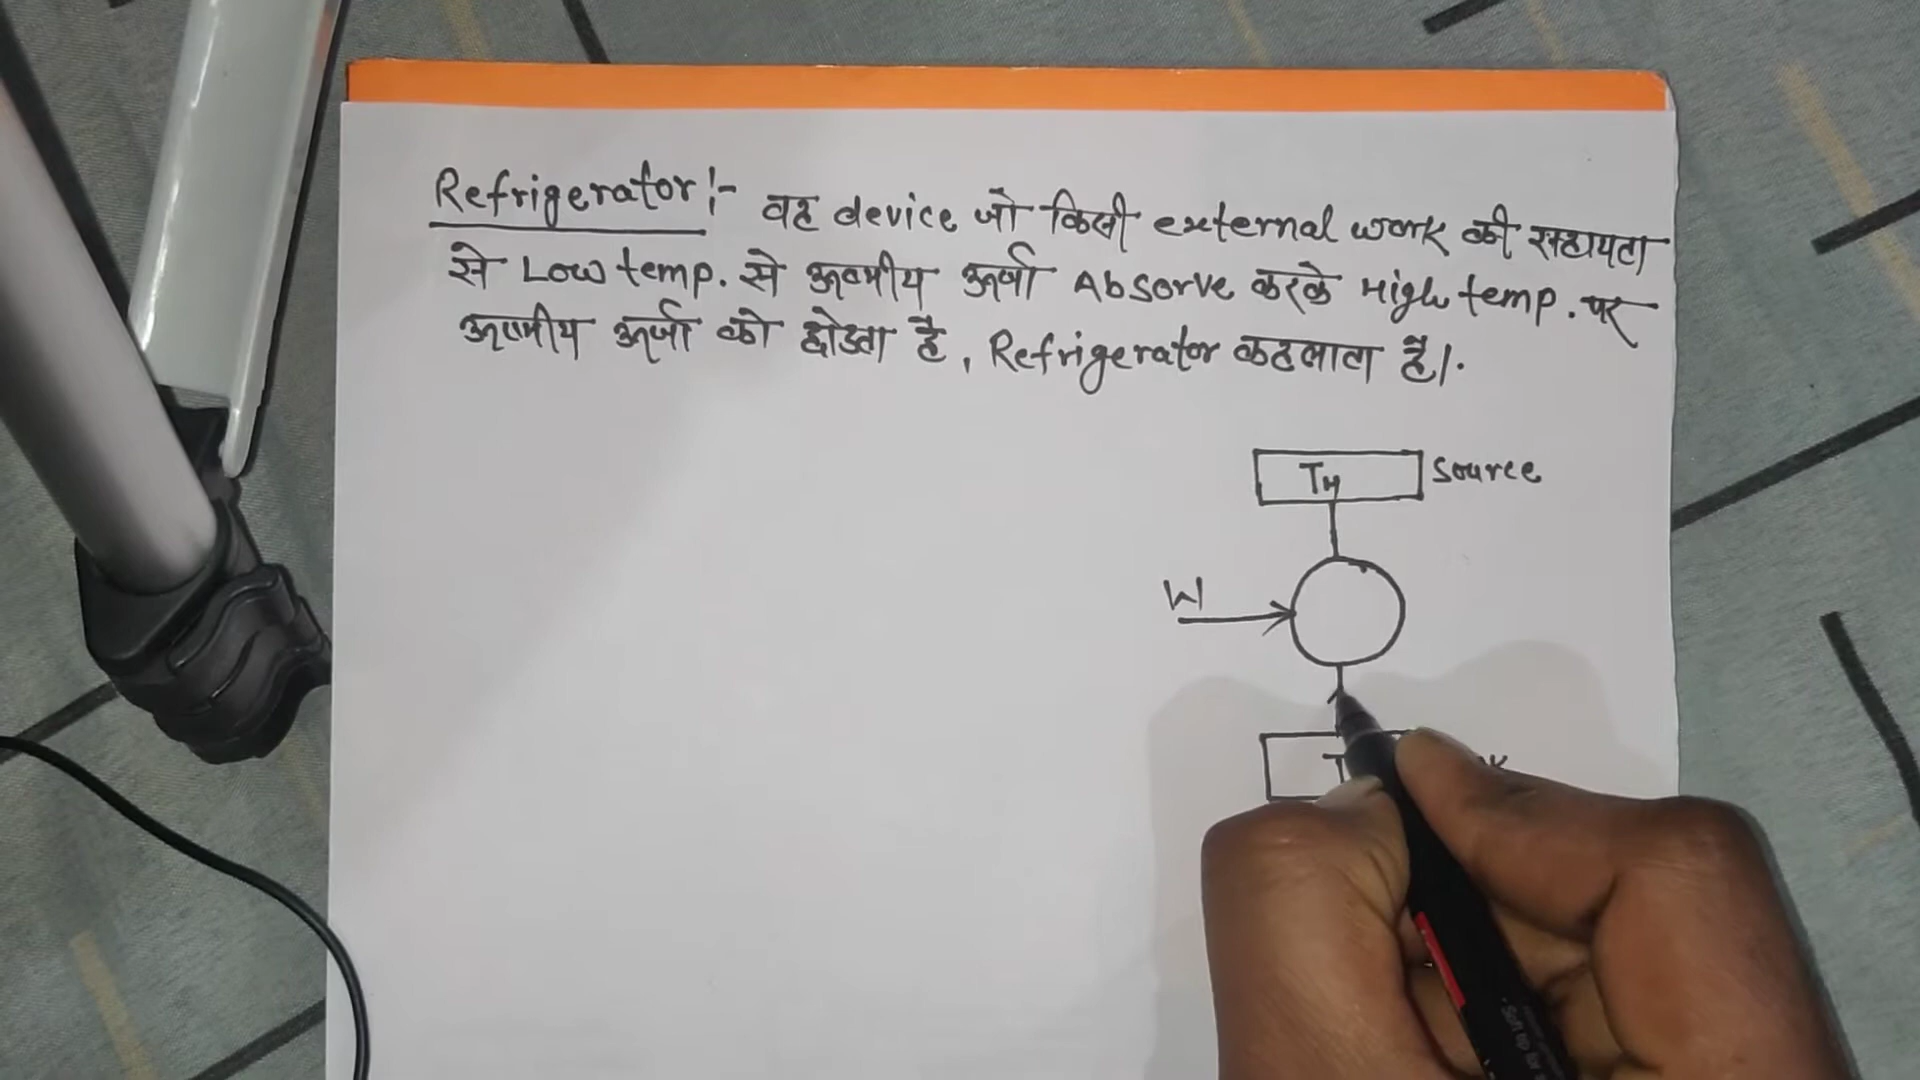 Refrigerator:- वह device जो किसी external work की सहायता
से Low temp. से ऊष्मीय ऊर्जा Absorve करके High temp. पर
ऊष्मीय ऊर्जा को छोडता है, Refrigerator कहलाता है।.
TH Source
W
T